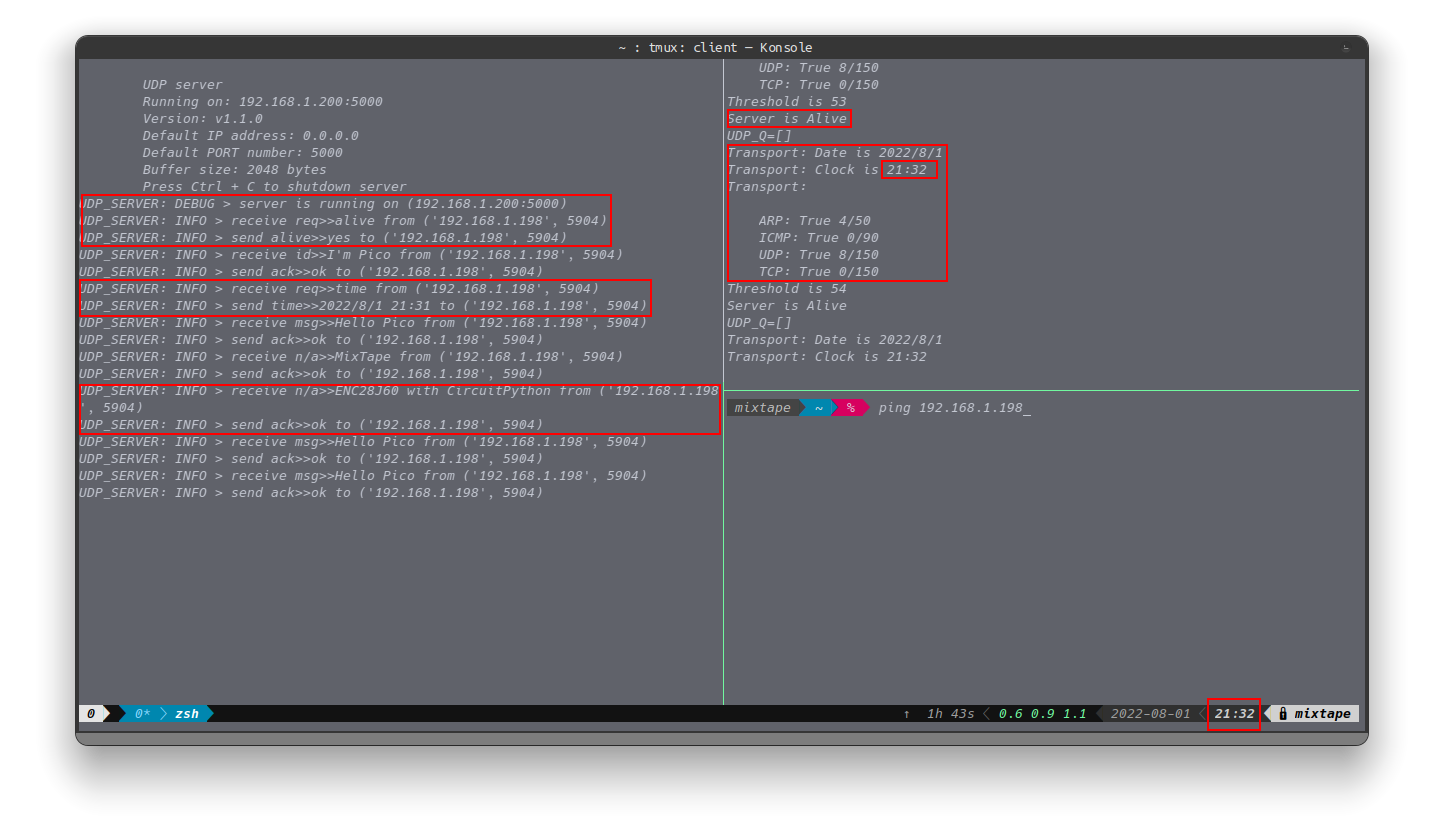 ~ : tmux: client — Konsole
UDP server
Running on: 192.168.1.200:5000
Version: v1.1.0
Default IP address: 0.0.0.0
Default PORT number: 5000
Buffer size: 2048 bytes
Press Ctrl + C to shutdown server
UDP_SERVER: DEBUG > server is running on (192.168.1.200:5000)
UDP_SERVER: INFO > receive req>>alive from ('192.168.1.198', 5904)
UDP_SERVER: INFO > send alive>>yes to ('192.168.1.198', 5904)
UDP_SERVER: INFO > receive id>>I'm Pico from ('192.168.1.198', 5904)
UDP_SERVER: INFO > send ack>>ok to ('192.168.1.198', 5904)
UDP_SERVER: INFO > receive req>>time from ('192.168.1.198', 5904)
UDP_SERVER: INFO > send time>>2022/8/1 21:31 to ('192.168.1.198', 5904)
UDP_SERVER: INFO > receive msg>>Hello Pico from ('192.168.1.198', 5904)
UDP_SERVER: INFO > send ack>>ok to ('192.168.1.198', 5904)
UDP_SERVER: INFO > receive n/a>>MixTape from ('192.168.1.198', 5904)
UDP_SERVER: INFO > send ack>>ok to ('192.168.1.198', 5904)
UDP_SERVER: INFO > receive n/a>>ENC28J60 with CircuitPython from ('192.168.1.198
', 5904)
UDP_SERVER: INFO > send ack>>ok to ('192.168.1.198', 5904)
UDP_SERVER: INFO > receive msg>>Hello Pico from ('192.168.1.198', 5904)
UDP_SERVER: INFO > send ack>>ok to ('192.168.1.198', 5904)
UDP_SERVER: INFO > receive msg>>Hello Pico from ('192.168.1.198', 5904)
UDP_SERVER: INFO > send ack>>ok to ('192.168.1.198', 5904)
UDP: True 8/150
TCP: True 0/150
Threshold is 53
Server is Alive
UDP_Q=[]
Transport: Date is 2022/8/1
Transport: Clock is 21:32
Transport:
ARP: True 4/50
ICMP: True 0/90
UDP: True 8/150
TCP: True 0/150
Threshold is 54
Server is Alive
UDP_Q=[]
Transport: Date is 2022/8/1
Transport: Clock is 21:32
mixtape ~ % ping 192.168.1.198_
0 0* zsh ↑ 1h 43s 0.6 0.9 1.1 2022-08-01 21:32 mixtape